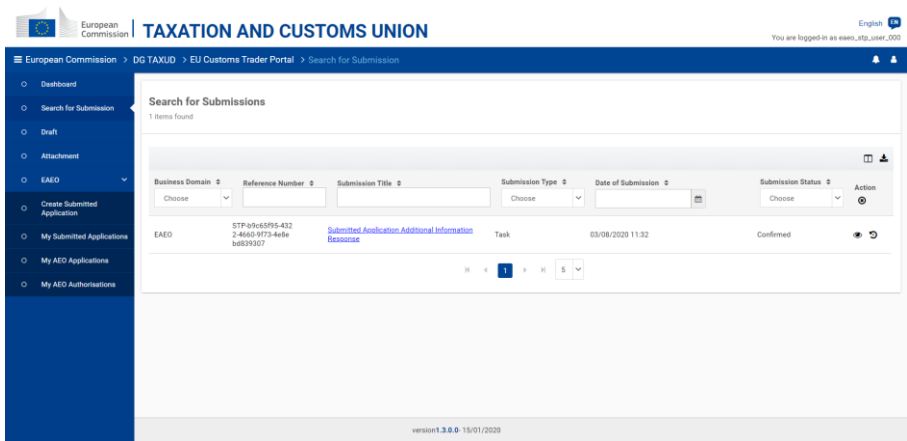 European
Commission
TAXATION AND CUSTOMS UNION
English EN
You are logged-in as eaeo_stp_user_000
European Commission > DG TAXUD > EU Customs Trader Portal > Search for Submission
Dashboard
Search for Submission
Draft
Attachment
EAEO
Create Submitted
Application
My Submitted Applications
My AEO Applications
My AEO Authorisations
Search for Submissions
1 items found
Business Domain Reference Number Submission Title Submission Type Date of Submission Submission Status Action
Choose Choose Choose
STP-b9c65f95-432
2-4660-9f73-4e8e
bd839307
EAEO Submitted Application Additional Information
Response
Task 03/08/2020 11:32 Confirmed
1 5
version1.3.0.0- 15/01/2020